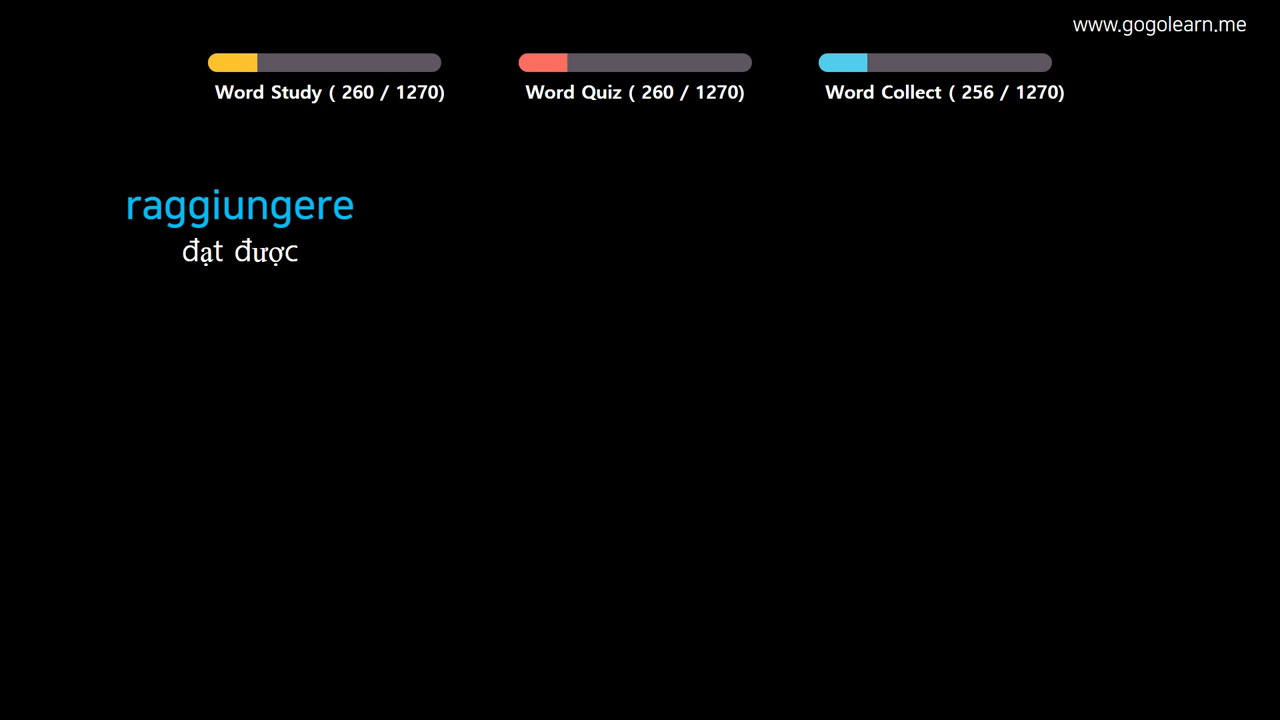 www.gogolearn.me
Word Study ( 260 / 1270)
Word Quiz ( 260 / 1270)
Word Collect ( 256 / 1270)
raggiungere
đạt được